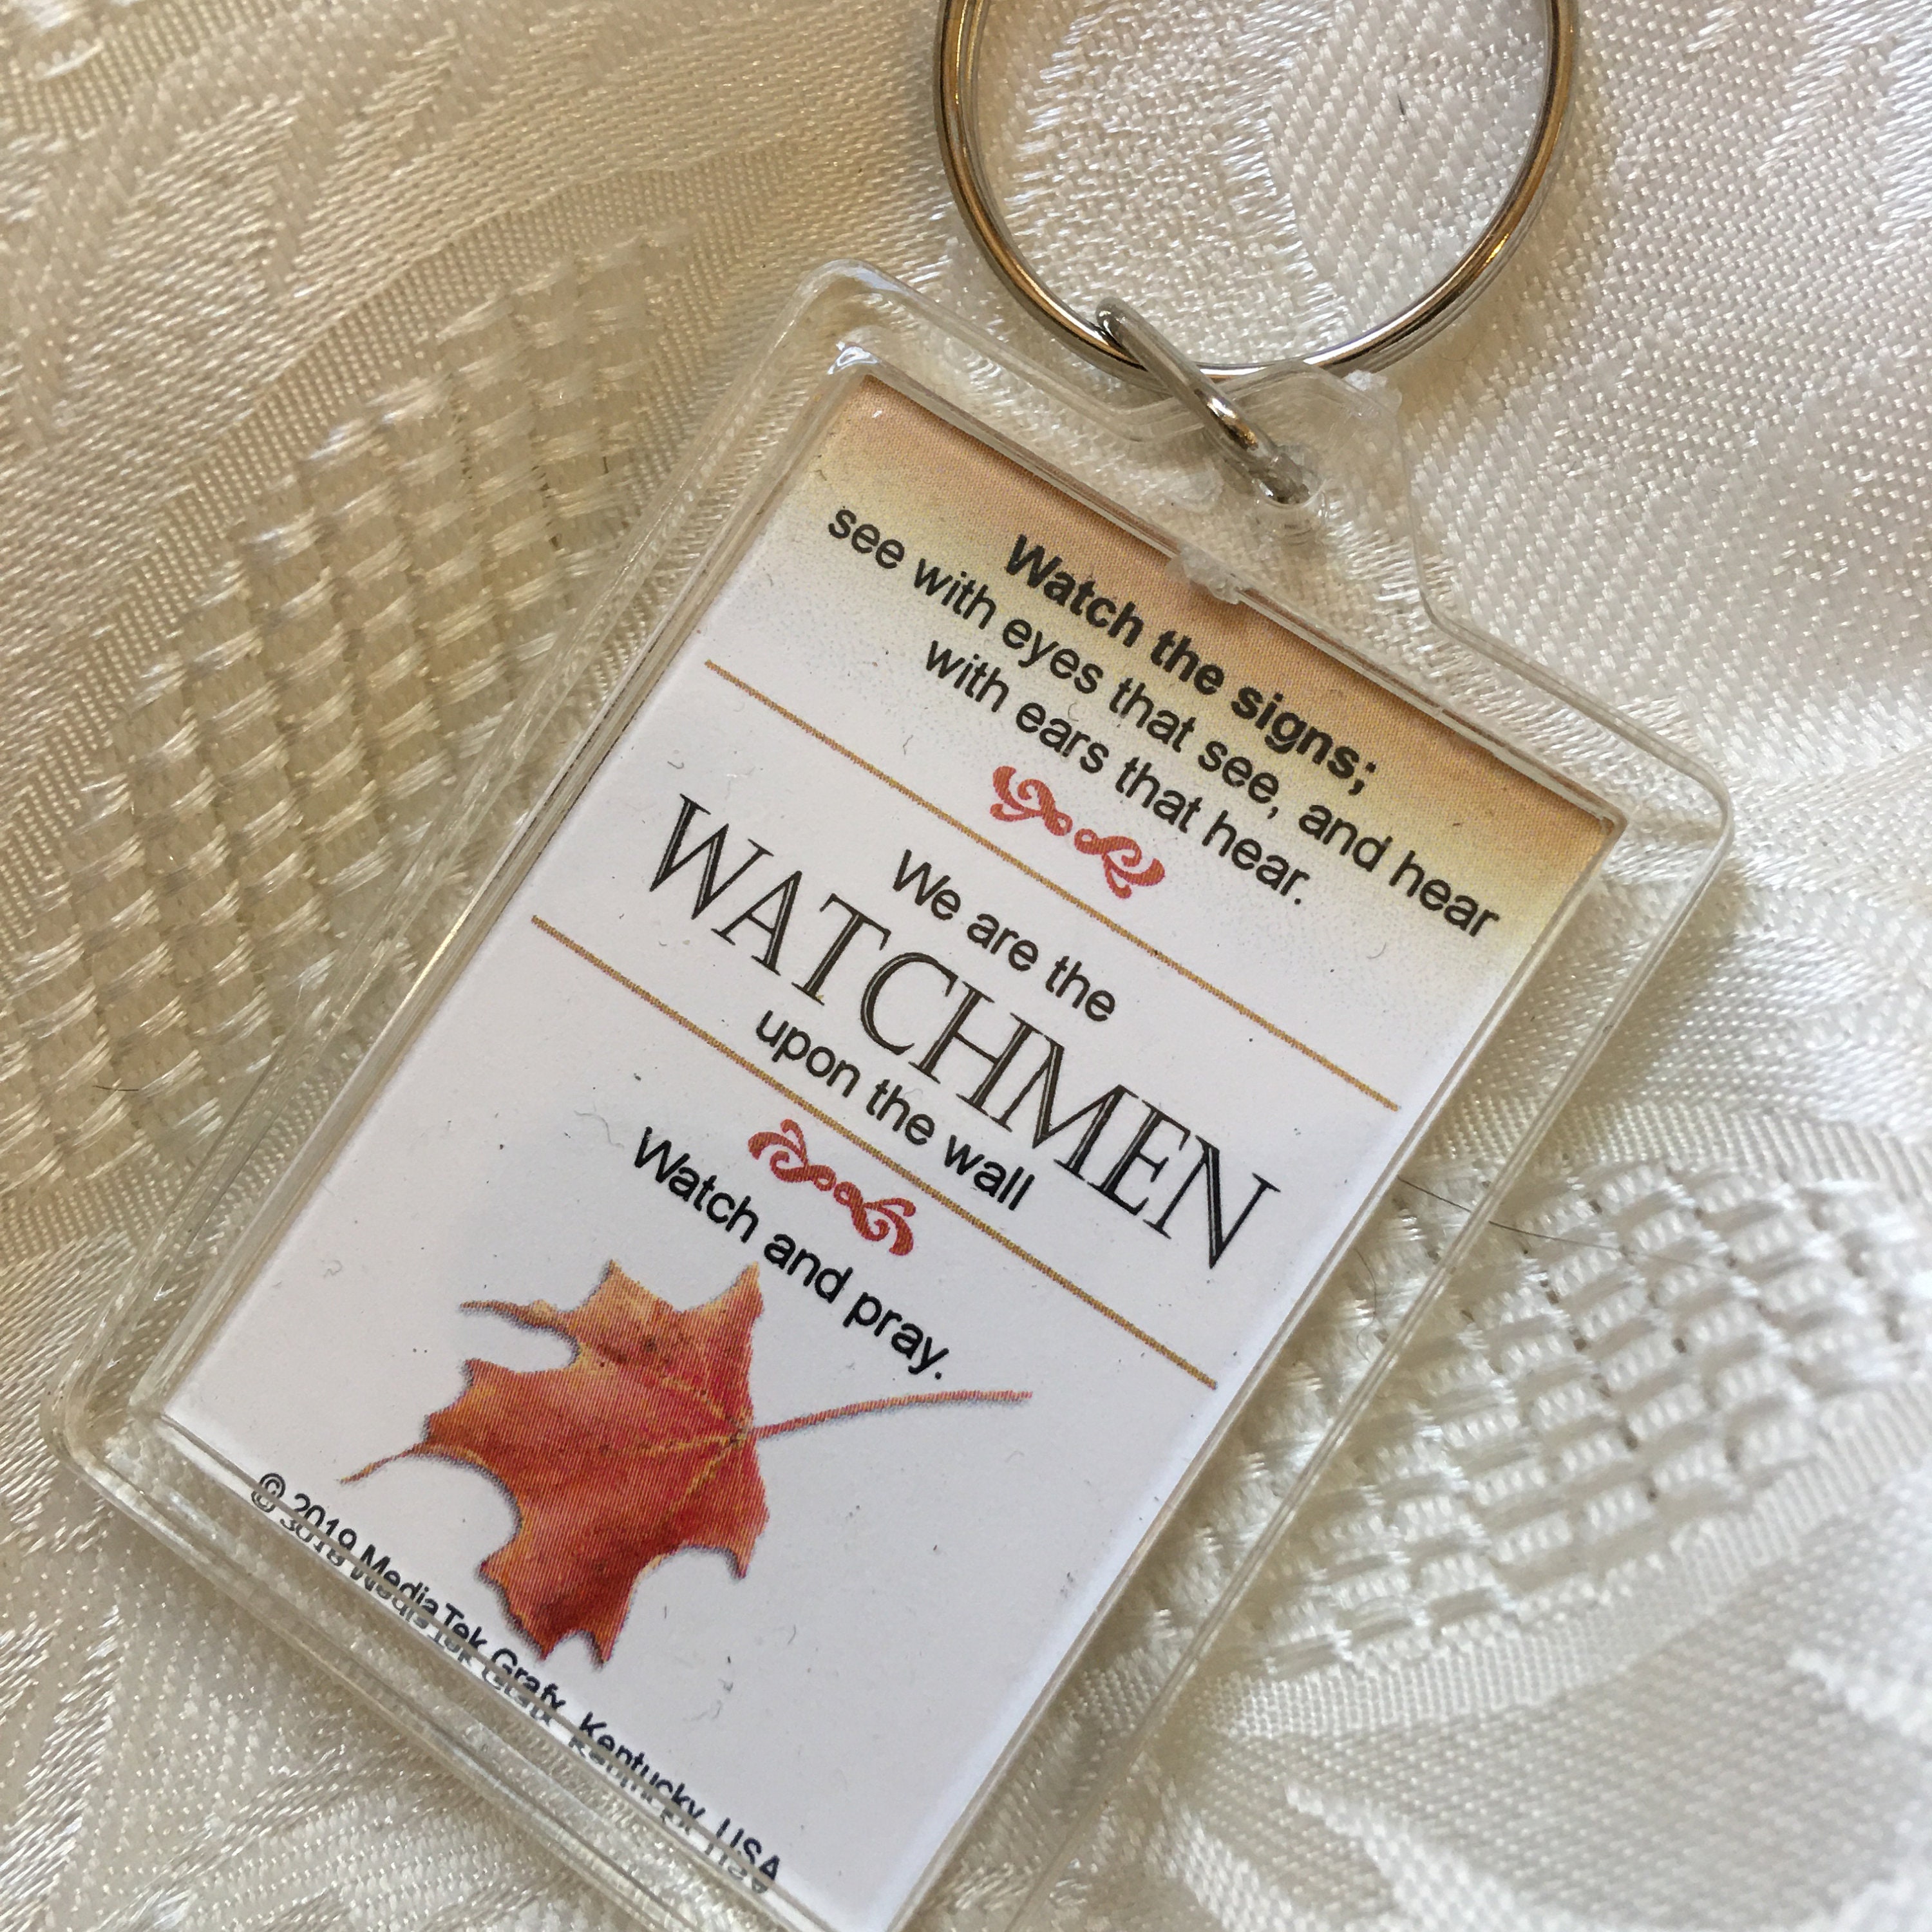 Watch the signs;
see with eyes that see, and hear
with ears that hear.
We are the
WATCHMEN
upon the wall
Watch and pray.
© 2019 MediaTek Grafx Kentucky USA